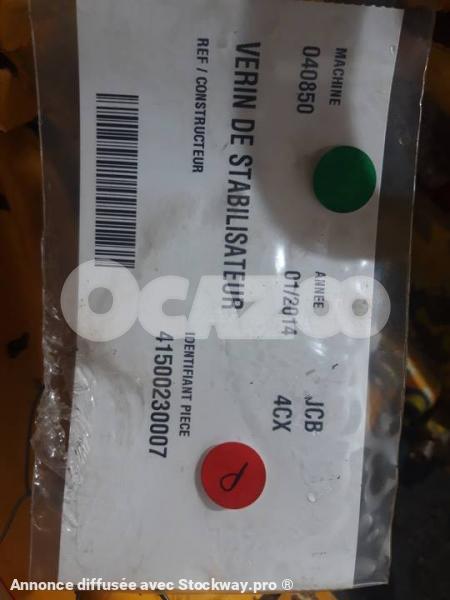 MACHINE
040850
ANNEE
01/2014
JCB
4CX
VERIN DE STABILISATEUR
REF / CONSTRUCTEUR
IDENTIFIANT PIECE
41500230007
OCAZOO
Annonce diffusée avec Stockway.pro ®